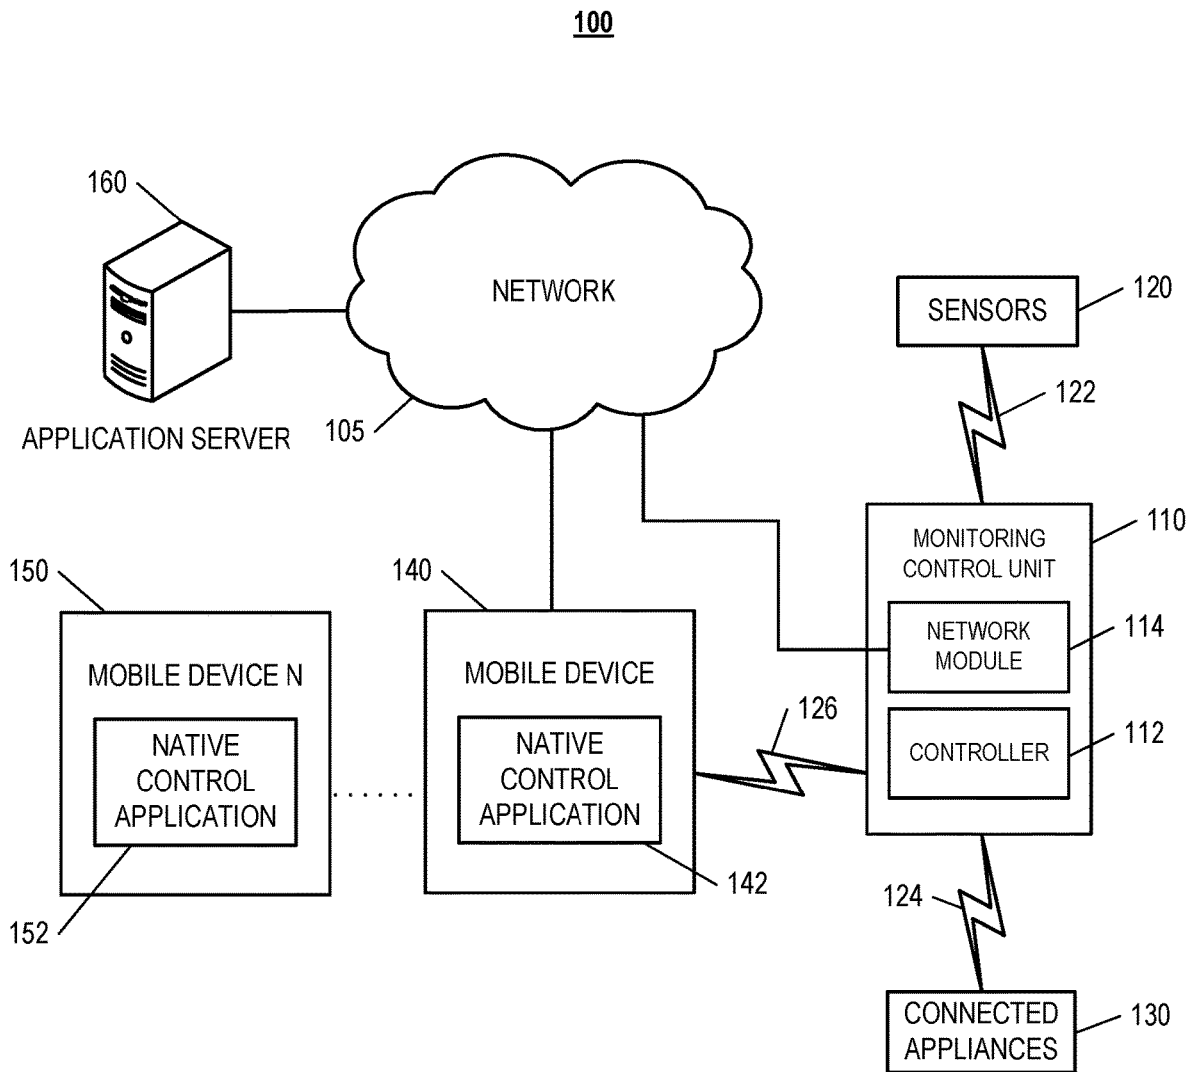 100
160
NETWORK
120
SENSORS
122
105
APPLICATION SERVER
110
MONITORING
CONTROL UNIT
150
140
NETWORK
MODULE
114
MOBILE DEVICE N
MOBILE DEVICE
126
NATIVE
CONTROL
APPLICATION
NATIVE
CONTROL
APPLICATION
CONTROLLER
112
142
124
152
CONNECTED
APPLIANCES
130